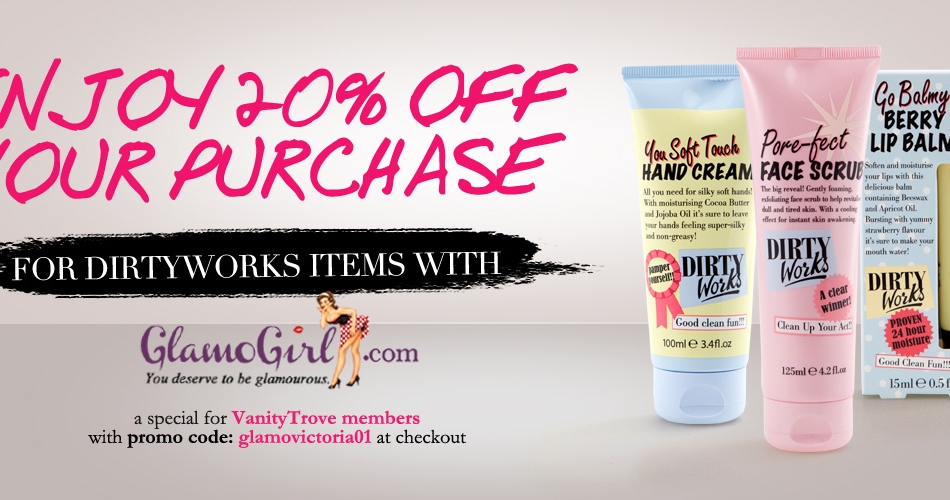 ENJOY 20% OFF
YOUR PURCHASE
FOR DIRTYWORKS ITEMS WITH
GlamoGirl.com
You deserve to be glamourous.
a special for VanityTrove members
with promo code: glamovictoria01 at checkout
You Soft Touch
HAND CREAM
All you need for silky soft hands!
With moisturising Cocoa Butter
and Jojoba Oil it's sure to leave
your hands feeling super-silky
and non-greasy!
pamper
yourself!!
DIRTY
Works
Good clean fun!!!
100ml e 3.4fl.oz
Pore-fect
FACE SCRUB
The big reveal! Gently foaming,
exfoliating face scrub to help revitalise
dull and tired skin. With a cooling
effect for instant skin awakening
DIRTY
Works
A clear
winner!
Clean Up Your Act!!
125ml e 4.2fl.oz
Go Balmy
BERRY
LIP BALM
Soften and moisturise
your lips with this
delicious balm
containing Beeswax
and Apricot Oil.
Bursting with yummy
strawberry flavour
it's sure to make your
mouth water!
DIRTY
Works
PROVEN
24 hour
moisture
Good Clean Fun!!!
15ml e 0.5 f